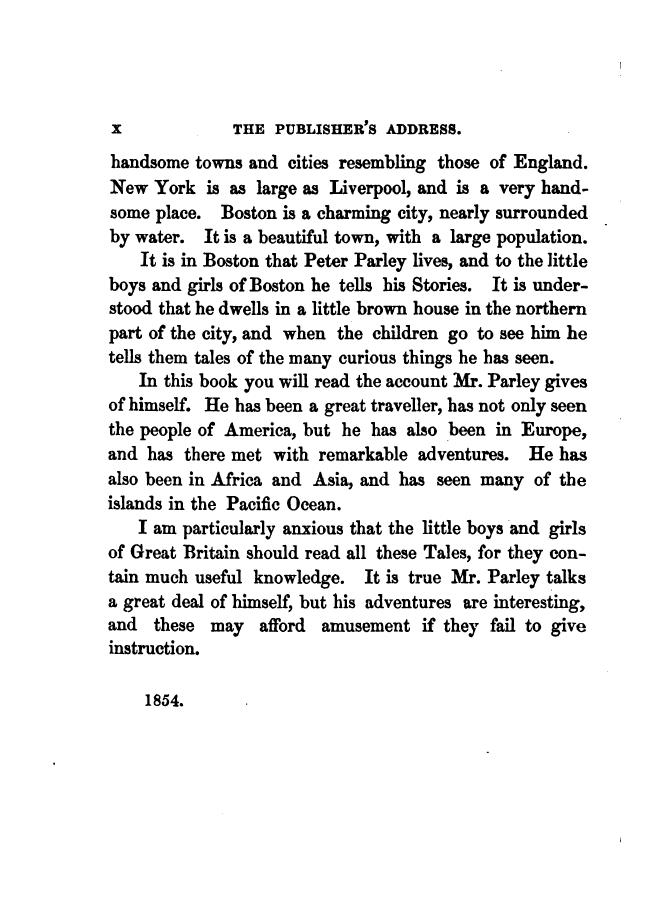 X THE PUBLISHER'S ADDRESS.
handsome towns and cities resembling those of England.
New York is as large as Liverpool, and is a very hand-
some place. Boston is a charming city, nearly surrounded
by water. It is a beautiful town, with a large population.
It is in Boston that Peter Parley lives, and to the little
boys and girls of Boston he tells his Stories. It is under-
stood that he dwells in a little brown house in the northern
part of the city, and when the children go to see him he
tells them tales of the many curious things he has seen.
In this book you will read the account Mr. Parley gives
of himself. He has been a great traveller, has not only seen
the people of America, but he has also been in Europe,
and has there met with remarkable adventures. He has
also been in Africa and Asia, and has seen many of the
islands in the Pacific Ocean.
I am particularly anxious that the little boys and girls
of Great Britain should read all these Tales, for they con-
tain much useful knowledge. It is true Mr. Parley talks
a great deal of himself, but his adventures are interesting,
and these may afford amusement if they fail to give
instruction.
1854.